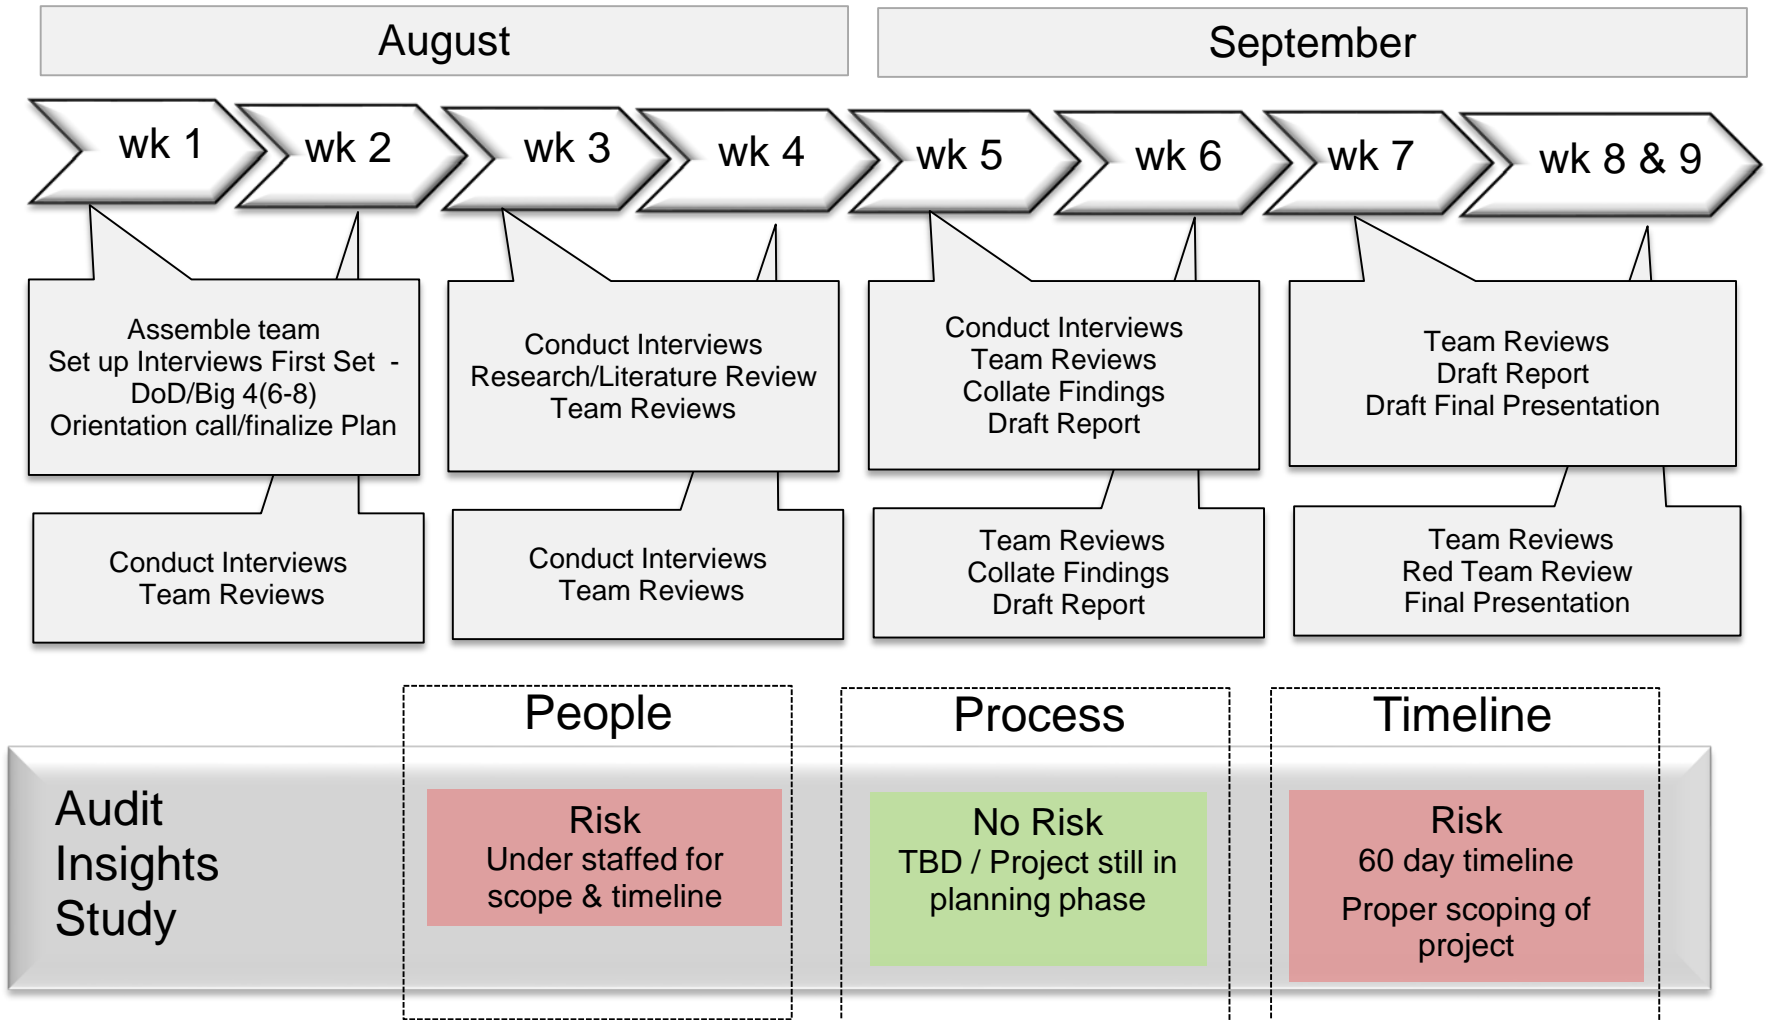 August
September
wk 1
wk 2
wk 3
wk 4
wk 5
wk 6
wk 7
wk 8 & 9
Assemble team
Set up Interviews First Set -
DoD/Big 4(6-8)
Orientation call/finalize Plan
Conduct Interviews
Research/Literature Review
Team Reviews
Conduct Interviews
Team Reviews
Collate Findings
Draft Report
Team Reviews
Draft Report
Draft Final Presentation
Conduct Interviews
Team Reviews
Conduct Interviews
Team Reviews
Team Reviews
Collate Findings
Draft Report
Team Reviews
Red Team Review
Final Presentation
People
Process
Timeline
Audit
Insights
Study
Risk
Under staffed for
scope & timeline
No Risk
TBD / Project still in
planning phase
Risk
60 day timeline
Proper scoping of
project